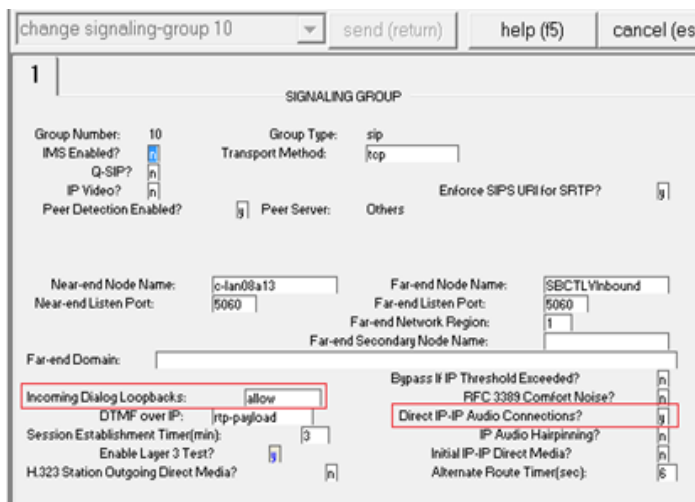 change signaling-group 10 send (return) help (f5) cancel (es
1
SIGNALING GROUP
Group Number: 10 Group Type: sip
IMS Enabled? n Transport Method: tcp
Q-SIP? n
IP Video? n Enforce SIPS URI for SRTP? y
Peer Detection Enabled? y Peer Server: Others
Near-end Node Name: c-lan08a13 Far-end Node Name: SBCTLVInbound
Near-end Listen Port: 5060 Far-end Listen Port: 5060
Far-end Network Region: 1
Far-end Secondary Node Name:
Far-end Domain:
Bypass If IP Threshold Exceeded? n
Incoming Dialog Loopbacks: allow RFC 3389 Comfort Noise? n
DTMF over IP: rtp-payload Direct IP-IP Audio Connections? y
Session Establishment Timer(min): 3 IP Audio Hairpinning? n
Enable Layer 3 Test? y Initial IP-IP Direct Media? n
H.323 Station Outgoing Direct Media? n Alternate Route Timer(sec): 6